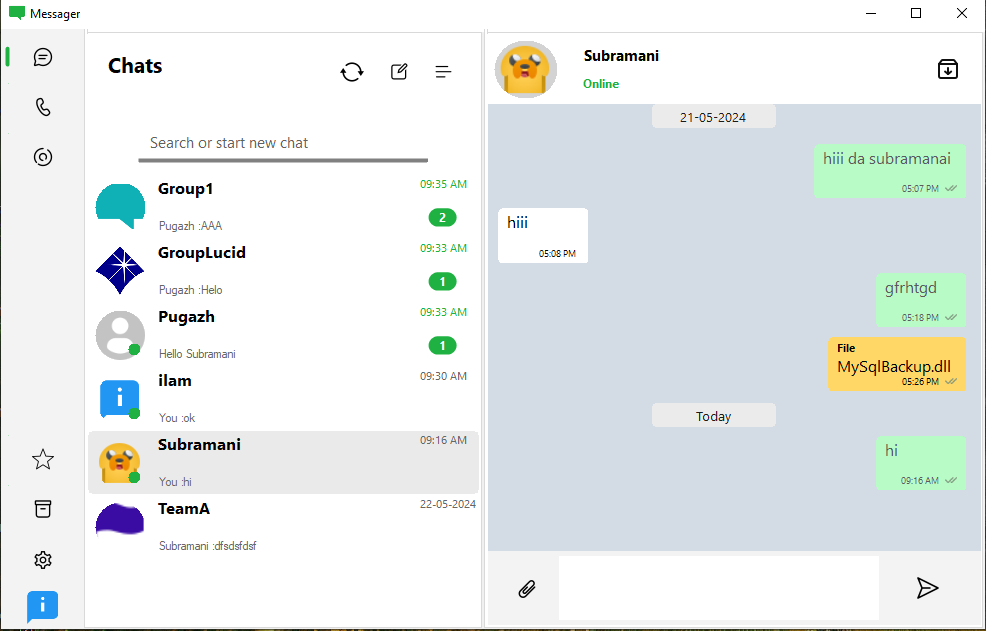 Messager
Chats
Search or start new chat
Group1
09:35 AM
Pugazh :AAA
2
GroupLucid
09:33 AM
Pugazh :Helo
1
Pugazh
09:33 AM
Hello Subramani
1
ilam
09:30 AM
You :ok
Subramani
09:16 AM
You :hi
TeamA
22-05-2024
Subramani :dfsdsfdsf
Subramani
Online
21-05-2024
hiii da subramanai
05:07 PM
hiii
05:08 PM
gfrhtgd
05:18 PM
File
MySqlBackup.dll
05:26 PM
Today
hi
09:16 AM